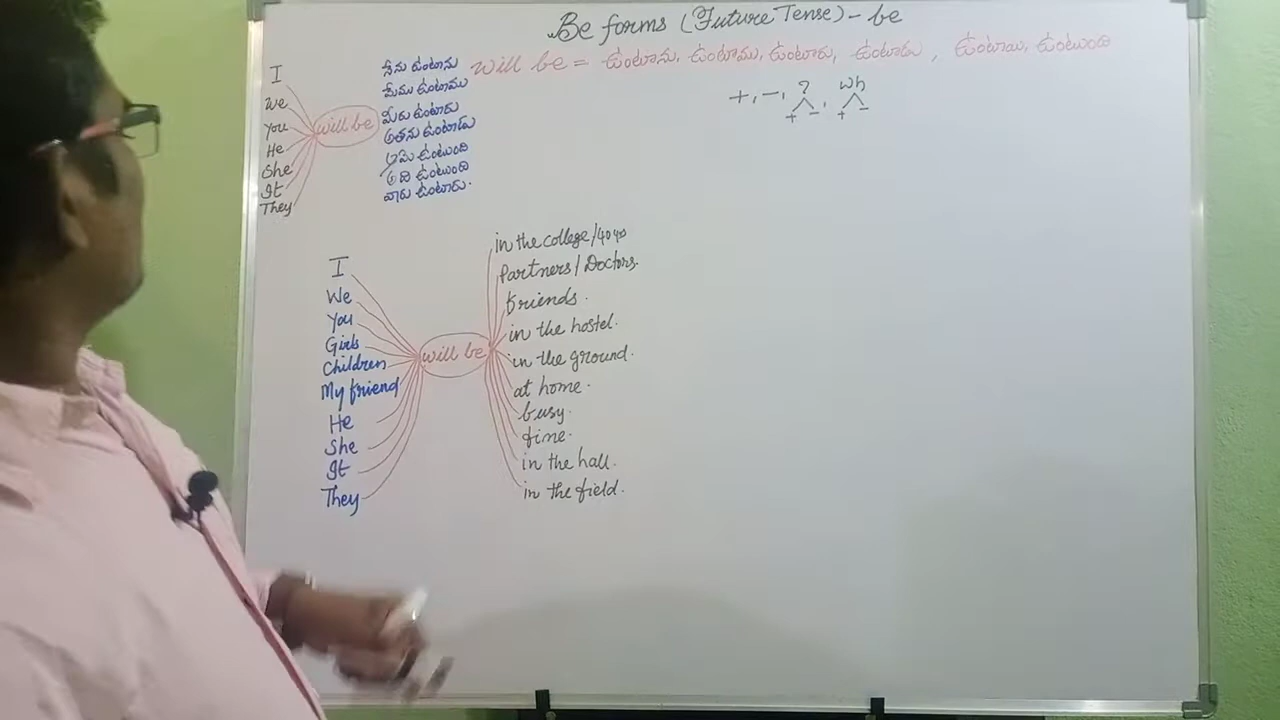 Be forms (Future Tense) - be
will be = ఉంటాను, ఉంటాము, ఉంటారు, ఉంటాడు, ఉంటాయి, ఉంటుంది
+, -, ?, wh
+ - + -
I
We
You
He
She
It
They
will be
నేను ఉంటాను
మేము ఉంటాము
మీరు ఉంటారు
అతను ఉంటాడు
ఆమె ఉంటుంది
అది ఉంటుంది
వారు ఉంటారు.
I
We
You
Girls
Children
My friend
He
She
It
They
will be
in the college/40 yrs
Partners/Doctors.
friends.
in the hostel.
in the ground.
at home.
busy.
fine.
in the hall.
in the field.